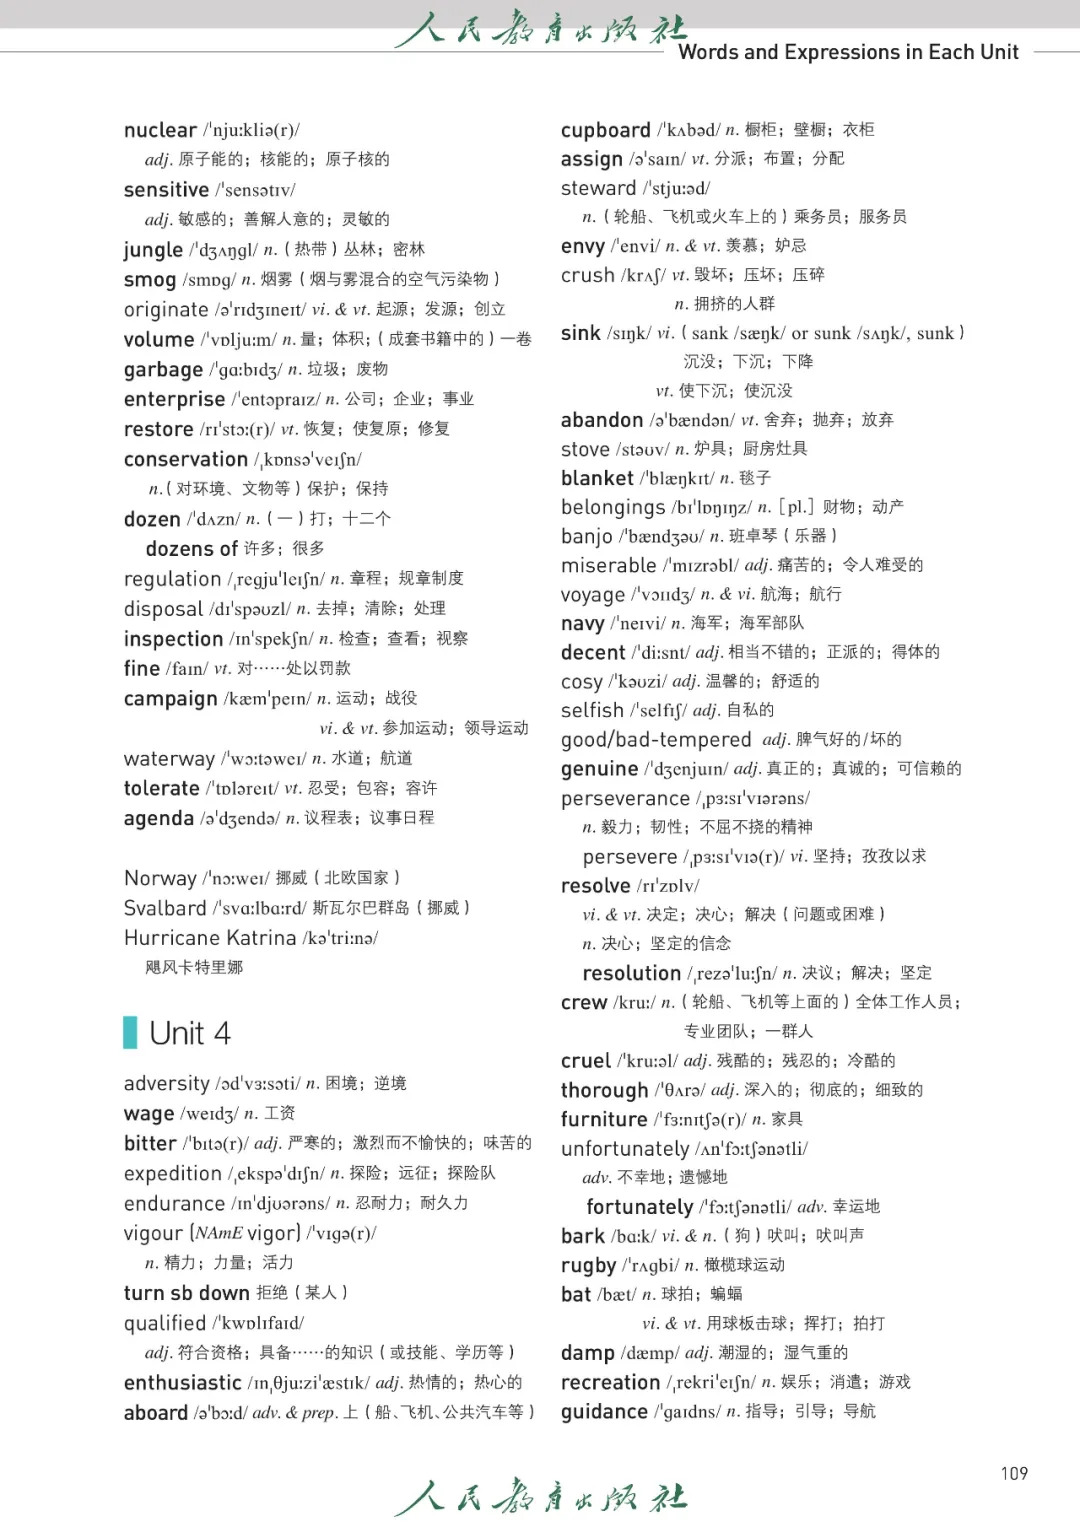 人民教育出版社
Words and Expressions in Each Unit
nuclear /ˈnjuːkliə(r)/
adj. 原子能的；核能的；原子核的
sensitive /ˈsensətɪv/
adj. 敏感的；善解人意的；灵敏的
jungle /ˈdʒʌŋɡl/ n.（热带）丛林；密林
smog /smɒɡ/ n. 烟雾（烟与雾混合的空气污染物）
originate /əˈrɪdʒɪneɪt/ vi. & vt. 起源；发源；创立
volume /ˈvɒljuːm/ n. 量；体积；（成套书籍中的）一卷
garbage /ˈɡɑːbɪdʒ/ n. 垃圾；废物
enterprise /ˈentəpraɪz/ n. 公司；企业；事业
restore /rɪˈstɔː(r)/ vt. 恢复；使复原；修复
conservation /ˌkɒnsəˈveɪʃn/
n.（对环境、文物等）保护；保持
dozen /ˈdʌzn/ n.（一）打；十二个
dozens of 许多；很多
regulation /ˌreɡjuˈleɪʃn/ n. 章程；规章制度
disposal /dɪˈspəʊzl/ n. 去掉；清除；处理
inspection /ɪnˈspekʃn/ n. 检查；查看；视察
fine /faɪn/ vt. 对……处以罚款
campaign /kæmˈpeɪn/ n. 运动；战役
vi. & vt. 参加运动；领导运动
waterway /ˈwɔːtəweɪ/ n. 水道；航道
tolerate /ˈtɒləreɪt/ vt. 忍受；包容；容许
agenda /əˈdʒendə/ n. 议程表；议事日程
Norway /ˈnɔːweɪ/ 挪威（北欧国家）
Svalbard /ˈsvɑːlbɑːrd/ 斯瓦尔巴群岛（挪威）
Hurricane Katrina /kəˈtriːnə/
飓风卡特里娜
Unit 4
adversity /ədˈvɜːsəti/ n. 困境；逆境
wage /weɪdʒ/ n. 工资
bitter /ˈbɪtə(r)/ adj. 严寒的；激烈而不愉快的；味苦的
expedition /ˌekspəˈdɪʃn/ n. 探险；远征；探险队
endurance /ɪnˈdjʊərəns/ n. 忍耐力；耐久力
vigour (NAmE vigor) /ˈvɪɡə(r)/
n. 精力；力量；活力
turn sb down 拒绝（某人）
qualified /ˈkwɒlɪfaɪd/
adj. 符合资格；具备……的知识（或技能、学历等）
enthusiastic /ɪnˌθjuːziˈæstɪk/ adj. 热情的；热心的
aboard /əˈbɔːd/ adv. & prep. 上（船、飞机、公共汽车等）
cupboard /ˈkʌbəd/ n. 橱柜；壁橱；衣柜
assign /əˈsaɪn/ vt. 分派；布置；分配
steward /ˈstjuːəd/
n.（轮船、飞机或火车上的）乘务员；服务员
envy /ˈenvi/ n. & vt. 羡慕；妒忌
crush /krʌʃ/ vt. 毁坏；压坏；压碎
n. 拥挤的人群
sink /sɪŋk/ vi.（sank /sæŋk/ or sunk /sʌŋk/, sunk）
沉没；下沉；下降
vt. 使下沉；使沉没
abandon /əˈbændən/ vt. 舍弃；抛弃；放弃
stove /stəʊv/ n. 炉具；厨房灶具
blanket /ˈblæŋkɪt/ n. 毯子
belongings /bɪˈlɒŋɪŋz/ n.［pl.］财物；动产
banjo /ˈbændʒəʊ/ n. 班卓琴（乐器）
miserable /ˈmɪzrəbl/ adj. 痛苦的；令人难受的
voyage /ˈvɔɪɪdʒ/ n. & vi. 航海；航行
navy /ˈneɪvi/ n. 海军；海军部队
decent /ˈdiːsnt/ adj. 相当不错的；正派的；得体的
cosy /ˈkəʊzi/ adj. 温馨的；舒适的
selfish /ˈselfɪʃ/ adj. 自私的
good/bad-tempered adj. 脾气好的/坏的
genuine /ˈdʒenjuɪn/ adj. 真正的；真诚的；可信赖的
perseverance /ˌpɜːsɪˈvɪərəns/
n. 毅力；韧性；不屈不挠的精神
persevere /ˌpɜːsɪˈvɪə(r)/ vi. 坚持；孜孜以求
resolve /rɪˈzɒlv/
vi. & vt. 决定；决心；解决（问题或困难）
n. 决心；坚定的信念
resolution /ˌrezəˈluːʃn/ n. 决议；解决；坚定
crew /kruː/ n.（轮船、飞机等上面的）全体工作人员；
专业团队；一群人
cruel /ˈkruːəl/ adj. 残酷的；残忍的；冷酷的
thorough /ˈθʌrə/ adj. 深入的；彻底的；细致的
furniture /ˈfɜːnɪtʃə(r)/ n. 家具
unfortunately /ʌnˈfɔːtʃənətli/
adv. 不幸地；遗憾地
fortunately /ˈfɔːtʃənətli/ adv. 幸运地
bark /bɑːk/ vi. & n.（狗）吠叫；吠叫声
rugby /ˈrʌɡbi/ n. 橄榄球运动
bat /bæt/ n. 球拍；蝙蝠
vi. & vt. 用球板击球；挥打；拍打
damp /dæmp/ adj. 潮湿的；湿气重的
recreation /ˌrekriˈeɪʃn/ n. 娱乐；消遣；游戏
guidance /ˈɡaɪdns/ n. 指导；引导；导航
109
人民教育出版社